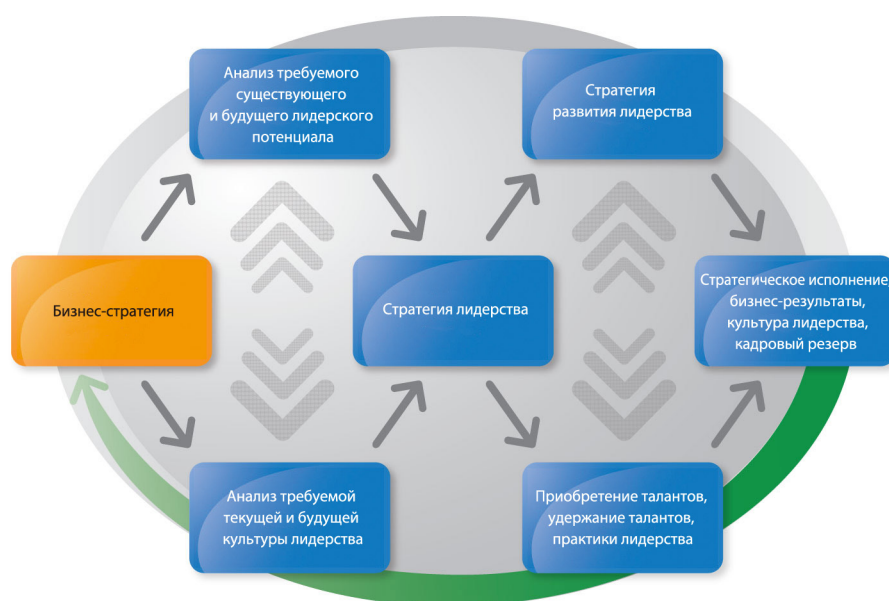 Анализ требуемого
существующего
и будущего лидерского
потенциала
Стратегия
развития лидерства
Бизнес-стратегия
Стратегия лидерства
Стратегическое исполнение,
бизнес-результаты,
культура лидерства,
кадровый резерв
Анализ требуемой
текущей и будущей
культуры лидерства
Приобретение талантов,
удержание талантов,
практики лидерства